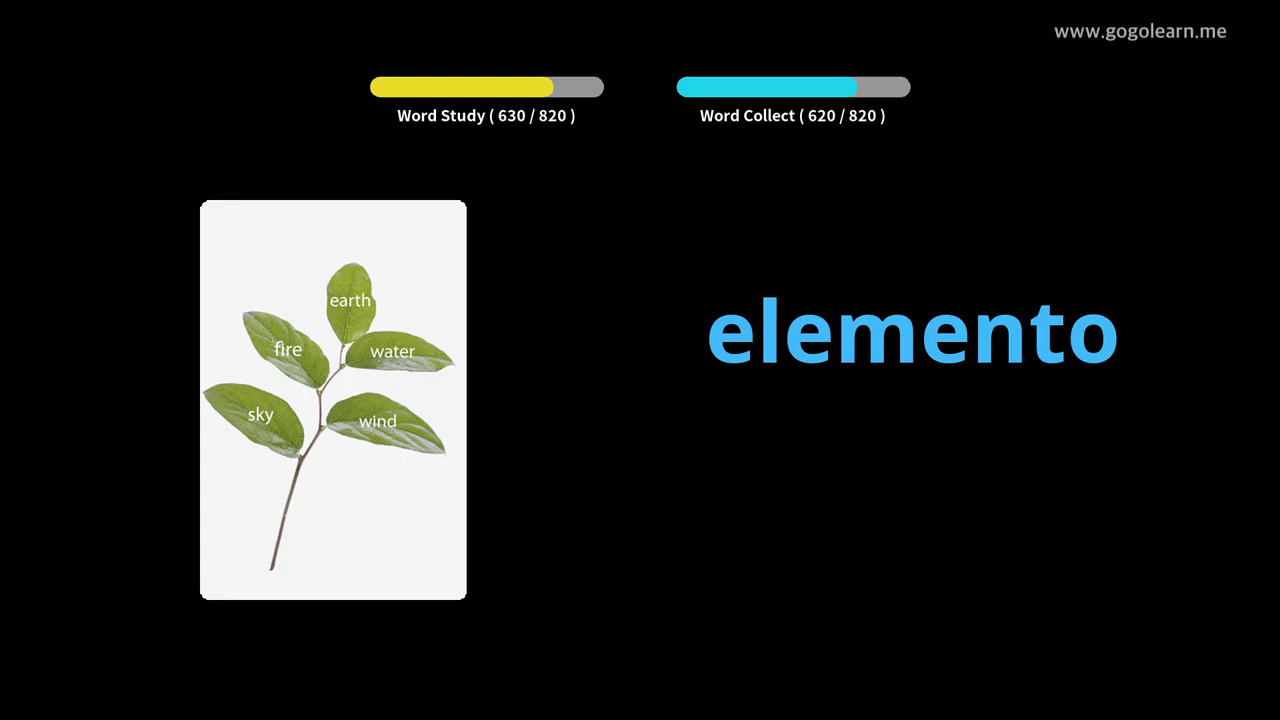 www.gogolearn.me
Word Study ( 630 / 820 )
Word Collect ( 620 / 820 )
earth
fire
water
sky
wind
elemento